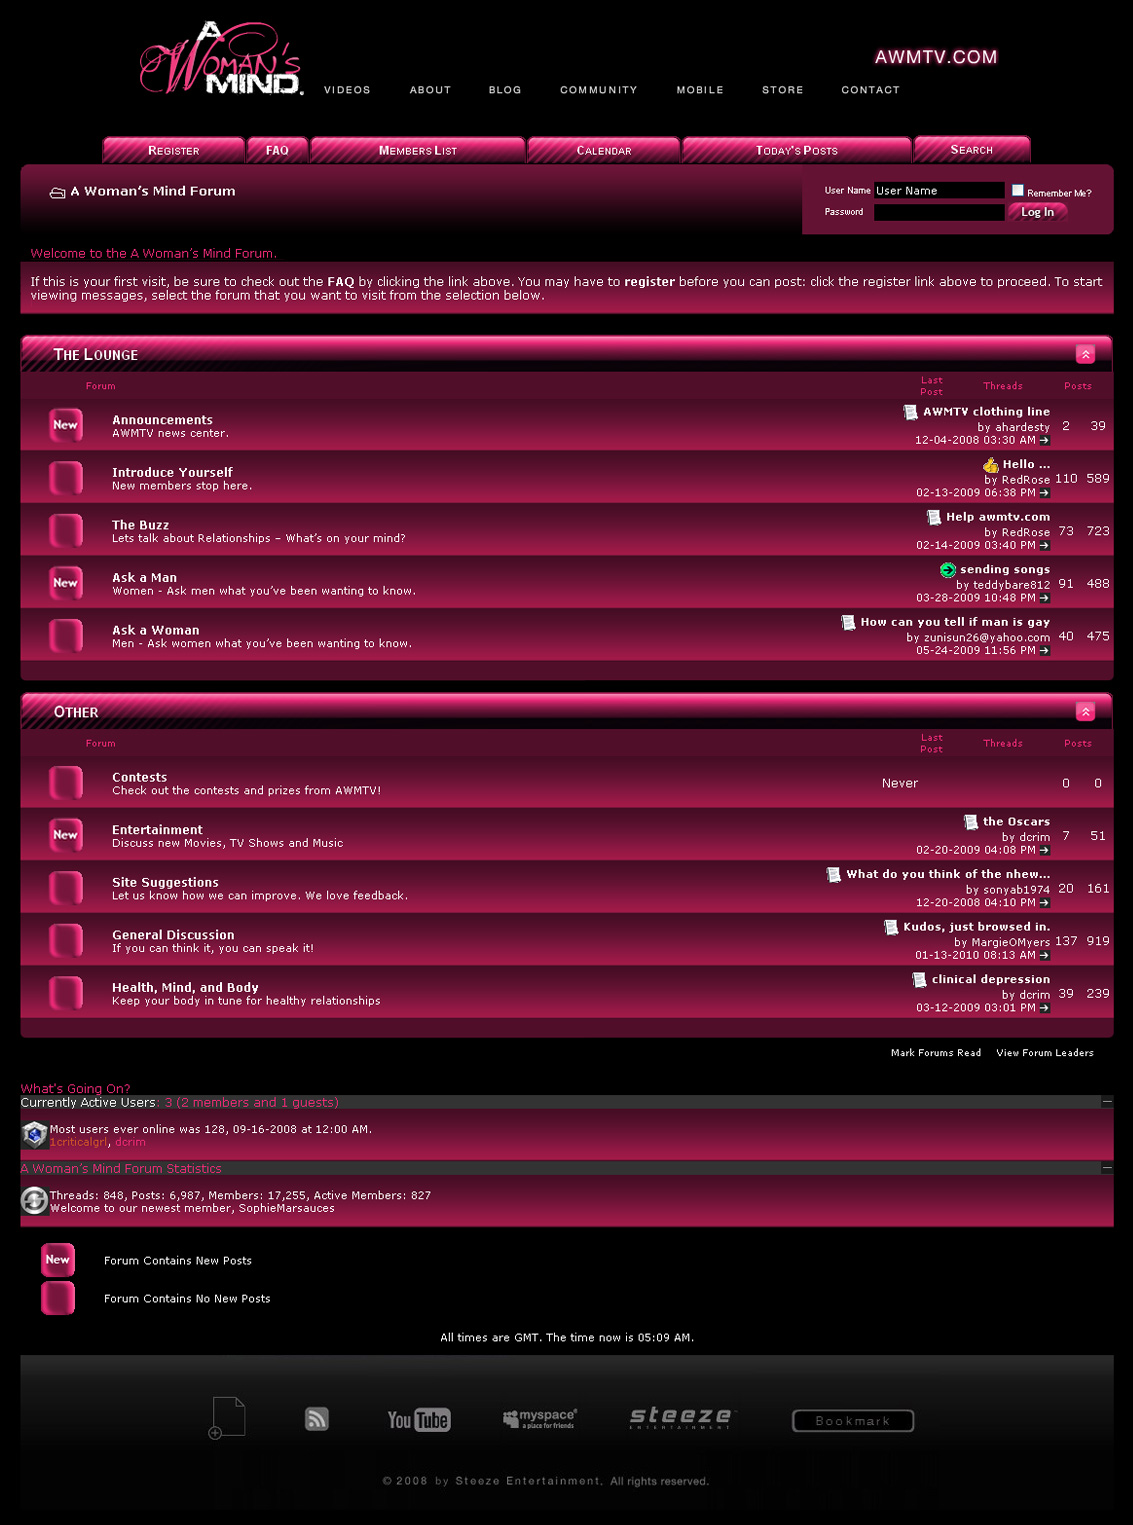 A
WOMAN'S
MIND.
AWMTV.COM
VIDEOS ABOUT BLOG COMMUNITY MOBILE STORE CONTACT
REGISTER FAQ MEMBERS LIST CALENDAR TODAY'S POSTS SEARCH
A Woman's Mind Forum
User Name User Name Remember Me?
Password Log In
Welcome to the A Woman's Mind Forum.
If this is your first visit, be sure to check out the FAQ by clicking the link above. You may have to register before you can post: click the register link above to proceed. To start
viewing messages, select the forum that you want to visit from the selection below.
THE LOUNGE
Forum Last Post Threads Posts
New
Announcements
AWMTV news center.
AWMTV clothing line
by ahardesty
12-04-2008 03:30 AM
2 39
Introduce Yourself
New members stop here.
Hello ...
by RedRose
02-13-2009 06:38 PM
110 589
The Buzz
Lets talk about Relationships – What's on your mind?
Help awmtv.com
by RedRose
02-14-2009 03:40 PM
73 723
New
Ask a Man
Women - Ask men what you've been wanting to know.
sending songs
by teddybare812
03-28-2009 10:48 PM
91 488
Ask a Woman
Men - Ask women what you've been wanting to know.
How can you tell if man is gay
by zunisun26@yahoo.com
05-24-2009 11:56 PM
40 475
OTHER
Forum Last Post Threads Posts
Contests
Check out the contests and prizes from AWMTV!
Never 0 0
New
Entertainment
Discuss new Movies, TV Shows and Music
the Oscars
by dcrim
02-20-2009 04:08 PM
7 51
Site Suggestions
Let us know how we can improve. We love feedback.
What do you think of the nhew...
by sonyab1974
12-20-2008 04:10 PM
20 161
General Discussion
If you can think it, you can speak it!
Kudos, just browsed in.
by MargieOMyers
01-13-2010 08:13 AM
137 919
Health, Mind, and Body
Keep your body in tune for healthy relationships
clinical depression
by dcrim
03-12-2009 03:01 PM
39 239
Mark Forums Read View Forum Leaders
What's Going On?
Currently Active Users: 3 (2 members and 1 guests)
Most users ever online was 128, 09-16-2008 at 12:00 AM.
1criticalgrl, dcrim
A Woman's Mind Forum Statistics
Threads: 848, Posts: 6,987, Members: 17,255, Active Members: 827
Welcome to our newest member, SophieMarsauces
New Forum Contains New Posts
Forum Contains No New Posts
All times are GMT. The time now is 05:09 AM.
YouTube myspace steeze Bookmark
a place for friends ENTERTAINMENT
© 2008 by Steeze Entertainment. All rights reserved.